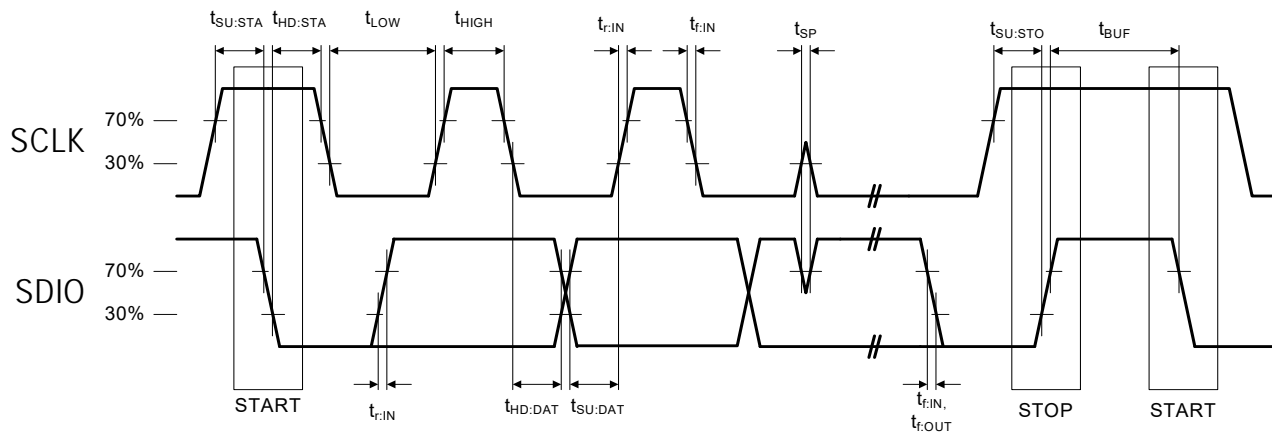 tSU:STA tHD:STA tLOW tHIGH tr:IN tf:IN tSP tSU:STO tBUF
SCLK
70%
30%
SDIO
70%
30%
START
tr:IN
tHD:DAT tSU:DAT
tf:IN,
tf:OUT
STOP
START